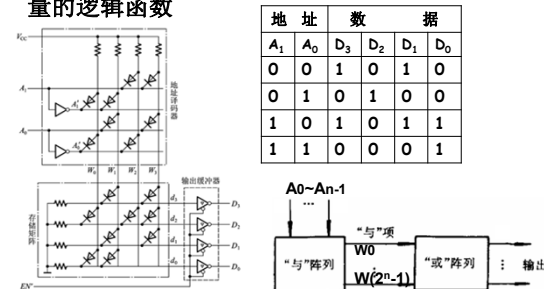 量的逻辑函数
地 址 数 据
A1 A0 D3 D2 D1 D0
0 0 1 0 1 0
0 1 0 1 0 0
1 0 1 0 1 1
1 1 0 0 0 1
VCC
A1
A1'
A0
A0'
地址译码器
W0 W1 W2 W3
输出缓冲器
存储矩阵
d3 D3
d2 D2
d1 D1
d0 D0
EN'
A0~An-1
…
"与"阵列
"与"项
W0
W(2ⁿ-1)
"或"阵列
输出